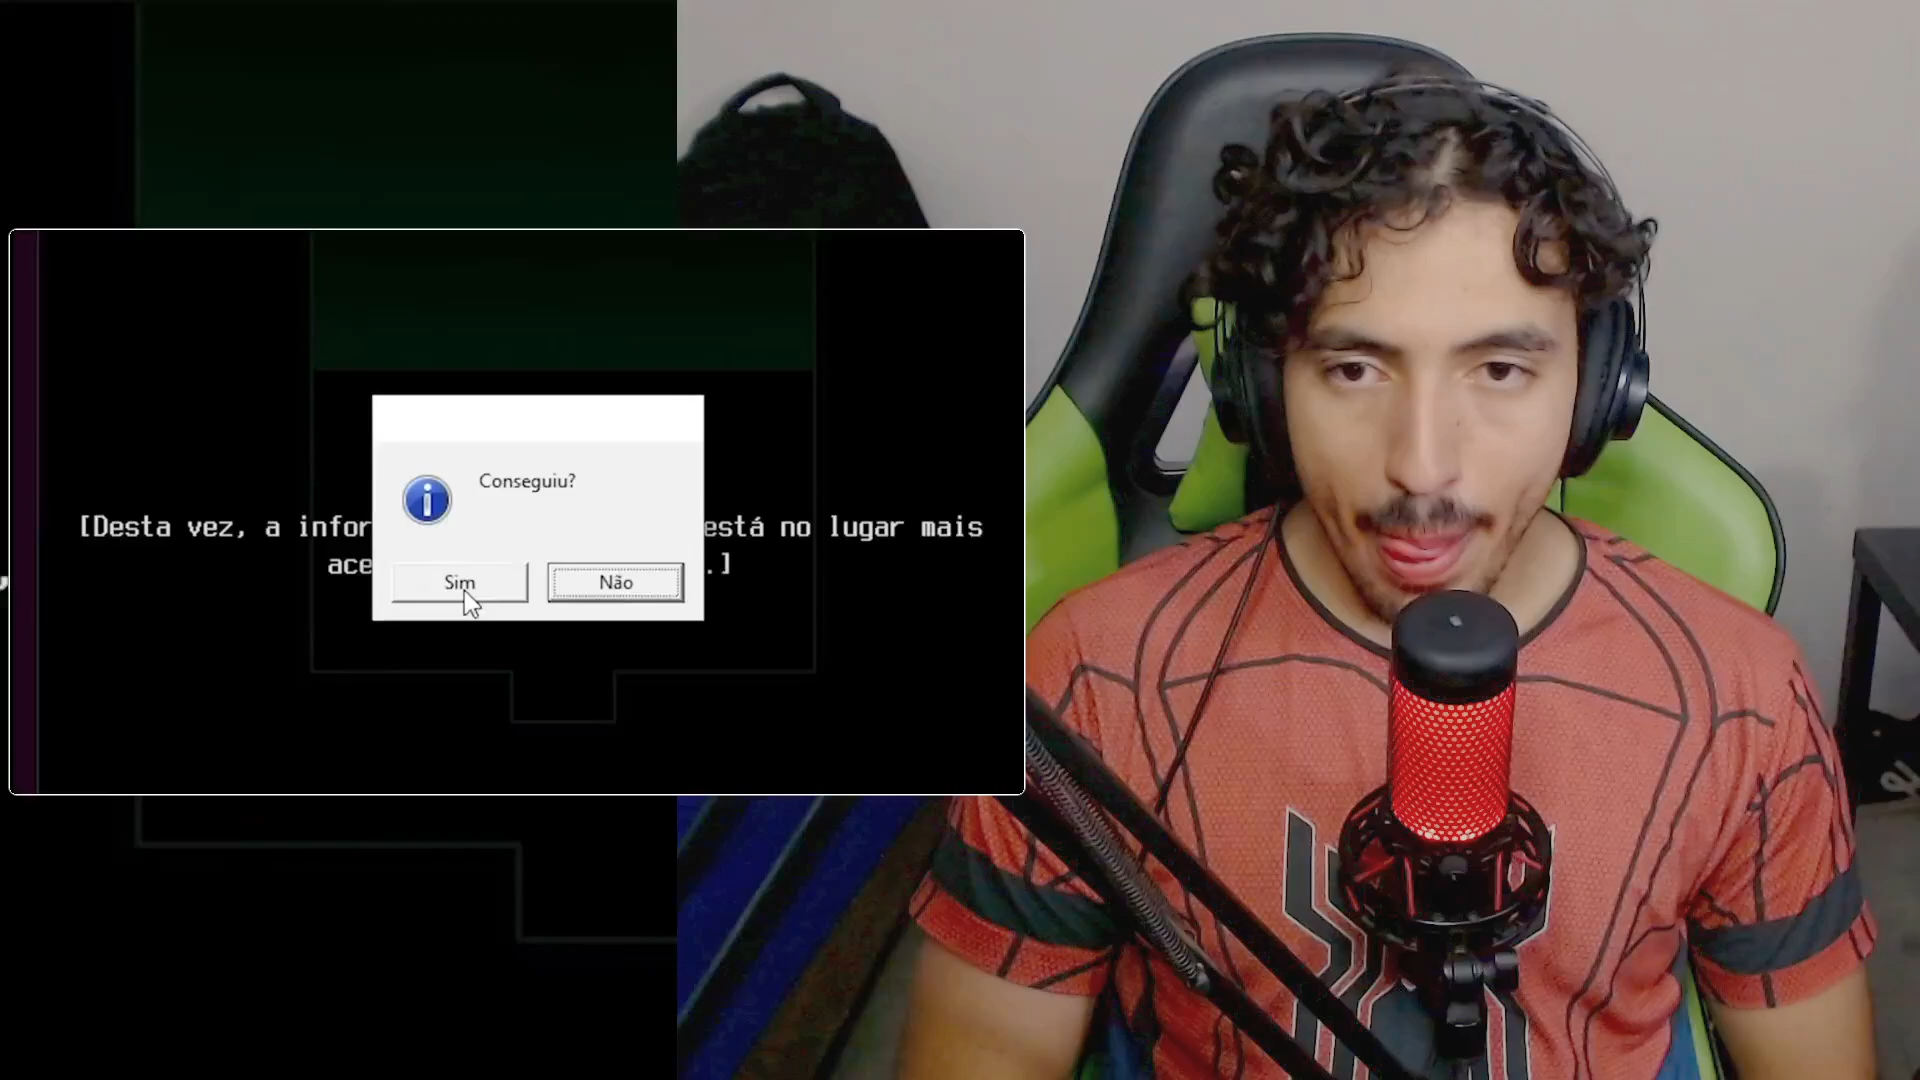 Conseguiu?
[Desta vez, a infor está no lugar mais
ace .]
Sim
Não